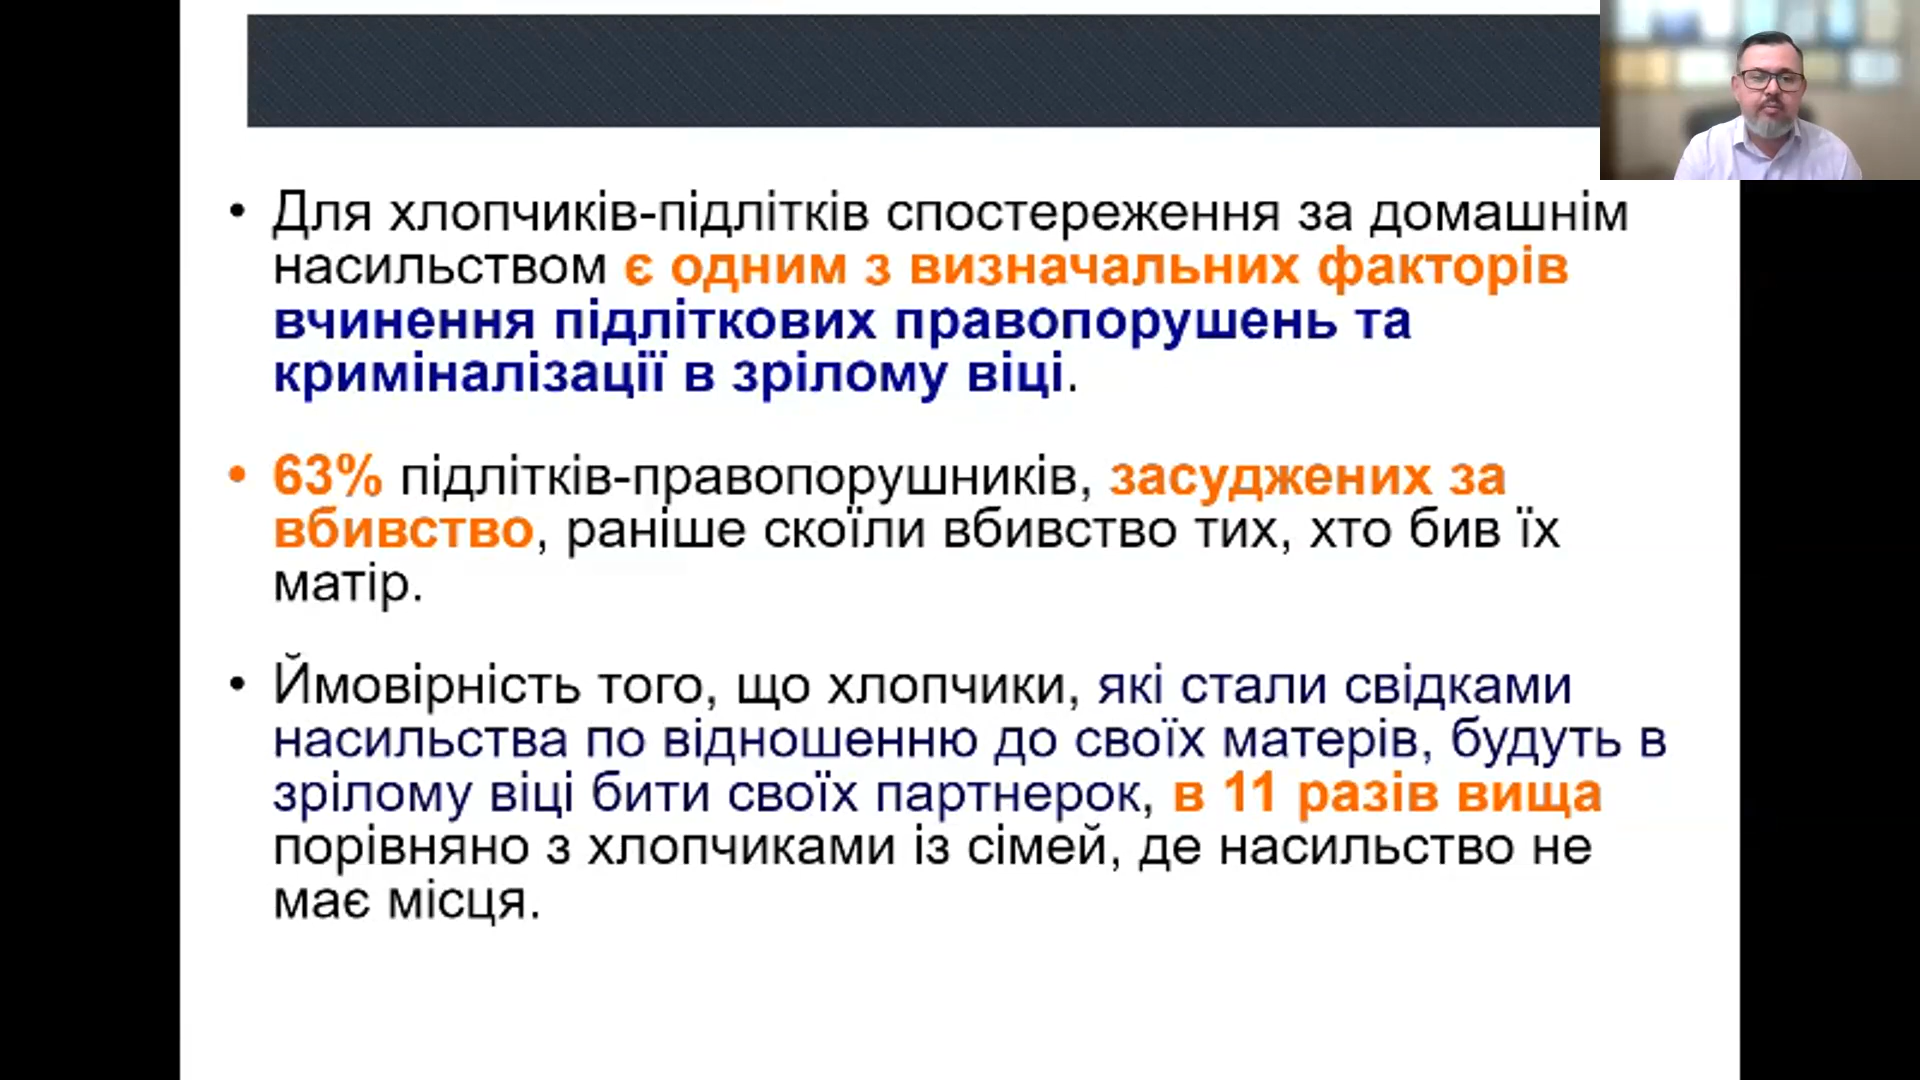 • Для хлопчиків-підлітків спостереження за домашнім
насильством є одним з визначальних факторів
вчинення підліткових правопорушень та
криміналізації в зрілому віці.
• 63% підлітків-правопорушників, засуджених за
вбивство, раніше скоїли вбивство тих, хто бив їх
матір.
• Ймовірність того, що хлопчики, які стали свідками
насильства по відношенню до своїх матерів, будуть в
зрілому віці бити своїх партнерок, в 11 разів вища
порівняно з хлопчиками із сімей, де насильство не
має місця.